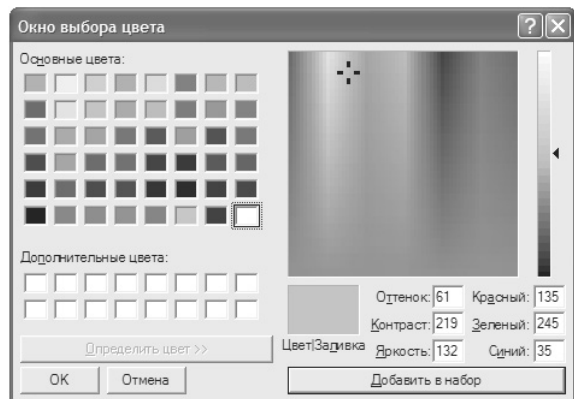 Окно выбора цвета
Основные цвета:
Дополнительные цвета:
Определить цвет >>
ОК
Отмена
Цвет|Заливка
Оттенок: 61
Контраст: 219
Яркость: 132
Красный: 135
Зеленый: 245
Синий: 35
Добавить в набор